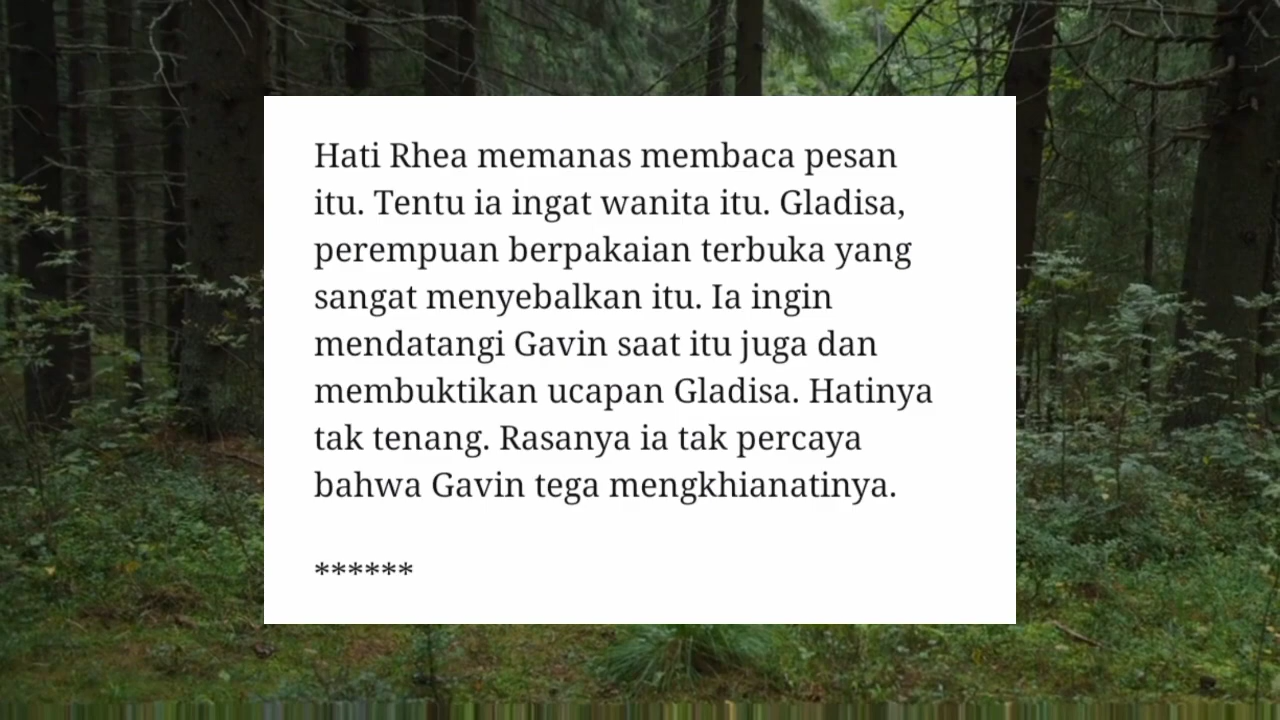 Hati Rhea memanas membaca pesan
itu. Tentu ia ingat wanita itu. Gladisa,
perempuan berpakaian terbuka yang
sangat menyebalkan itu. Ia ingin
mendatangi Gavin saat itu juga dan
membuktikan ucapan Gladisa. Hatinya
tak tenang. Rasanya ia tak percaya
bahwa Gavin tega mengkhianatinya.
******